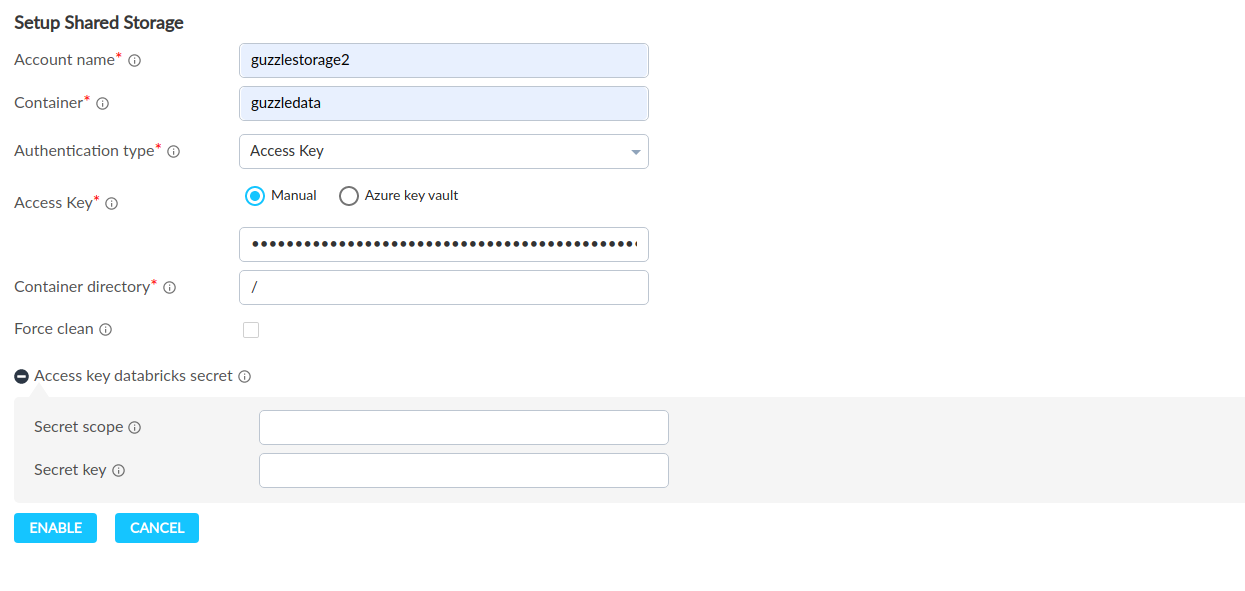 Setup Shared Storage
Account name* guzzlestorage2
Container* guzzledata
Authentication type* Access Key
Access Key* Manual Azure key vault
••••••••••••••••••••••••••••••••••••••••••••••
Container directory* /
Force clean
Access key databricks secret
Secret scope
Secret key
ENABLE CANCEL